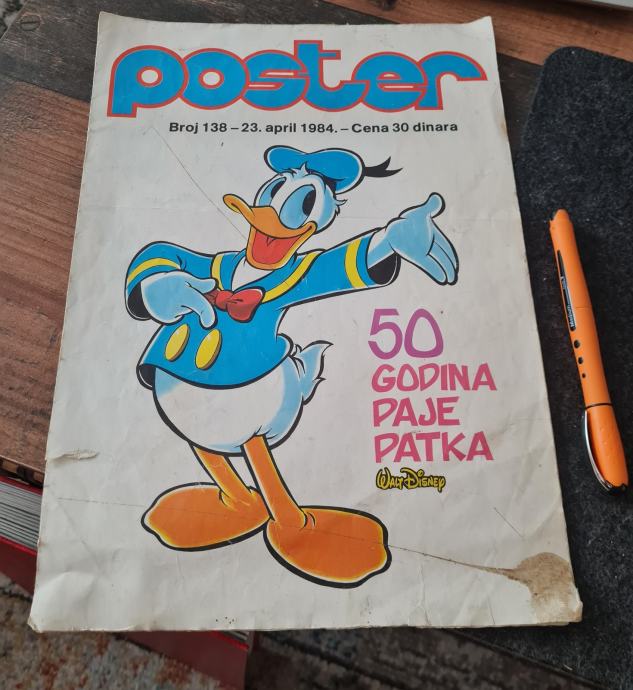 poster
Broj 138 – 23. april 1984. – Cena 30 dinara
50
GODINA
PAJE
PATKA
WALT DISNEY